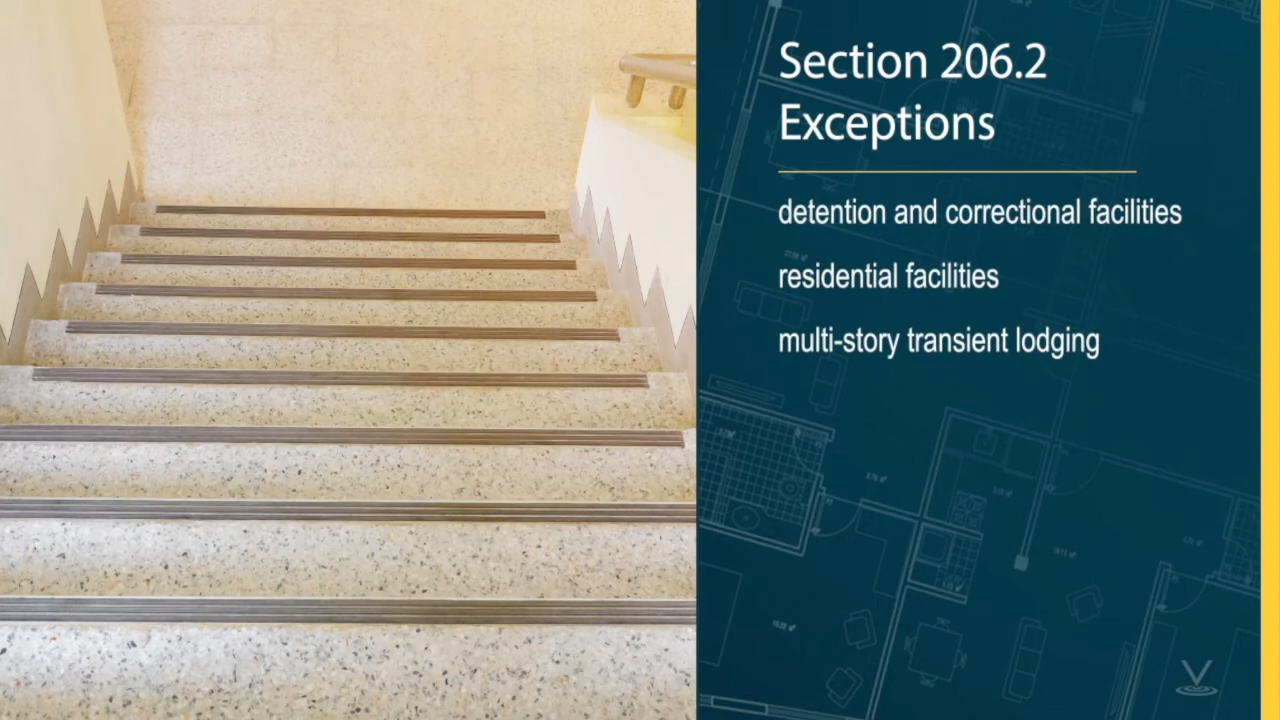 Section 206.2
Exceptions
detention and correctional facilities
residential facilities
multi-story transient lodging